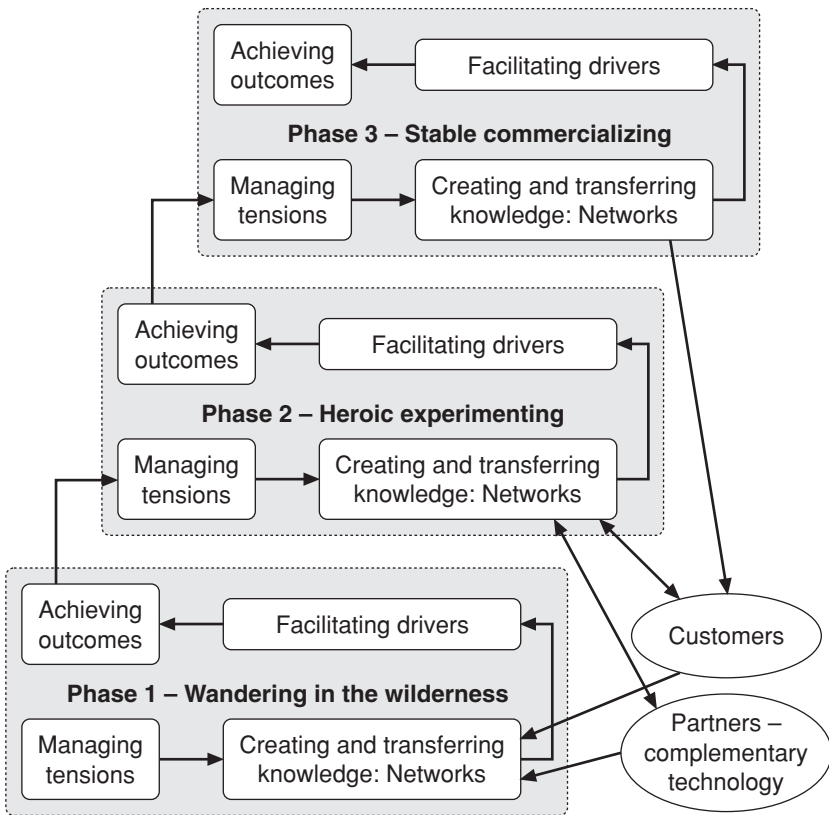 Achieving
outcomes
Facilitating drivers
Phase 3 – Stable commercializing
Managing
tensions
Creating and transferring
knowledge: Networks
Achieving
outcomes
Facilitating drivers
Phase 2 – Heroic experimenting
Managing
tensions
Creating and transferring
knowledge: Networks
Achieving
outcomes
Facilitating drivers
Customers
Phase 1 – Wandering in the wilderness
Managing
tensions
Creating and transferring
knowledge: Networks
Partners –
complementary
technology